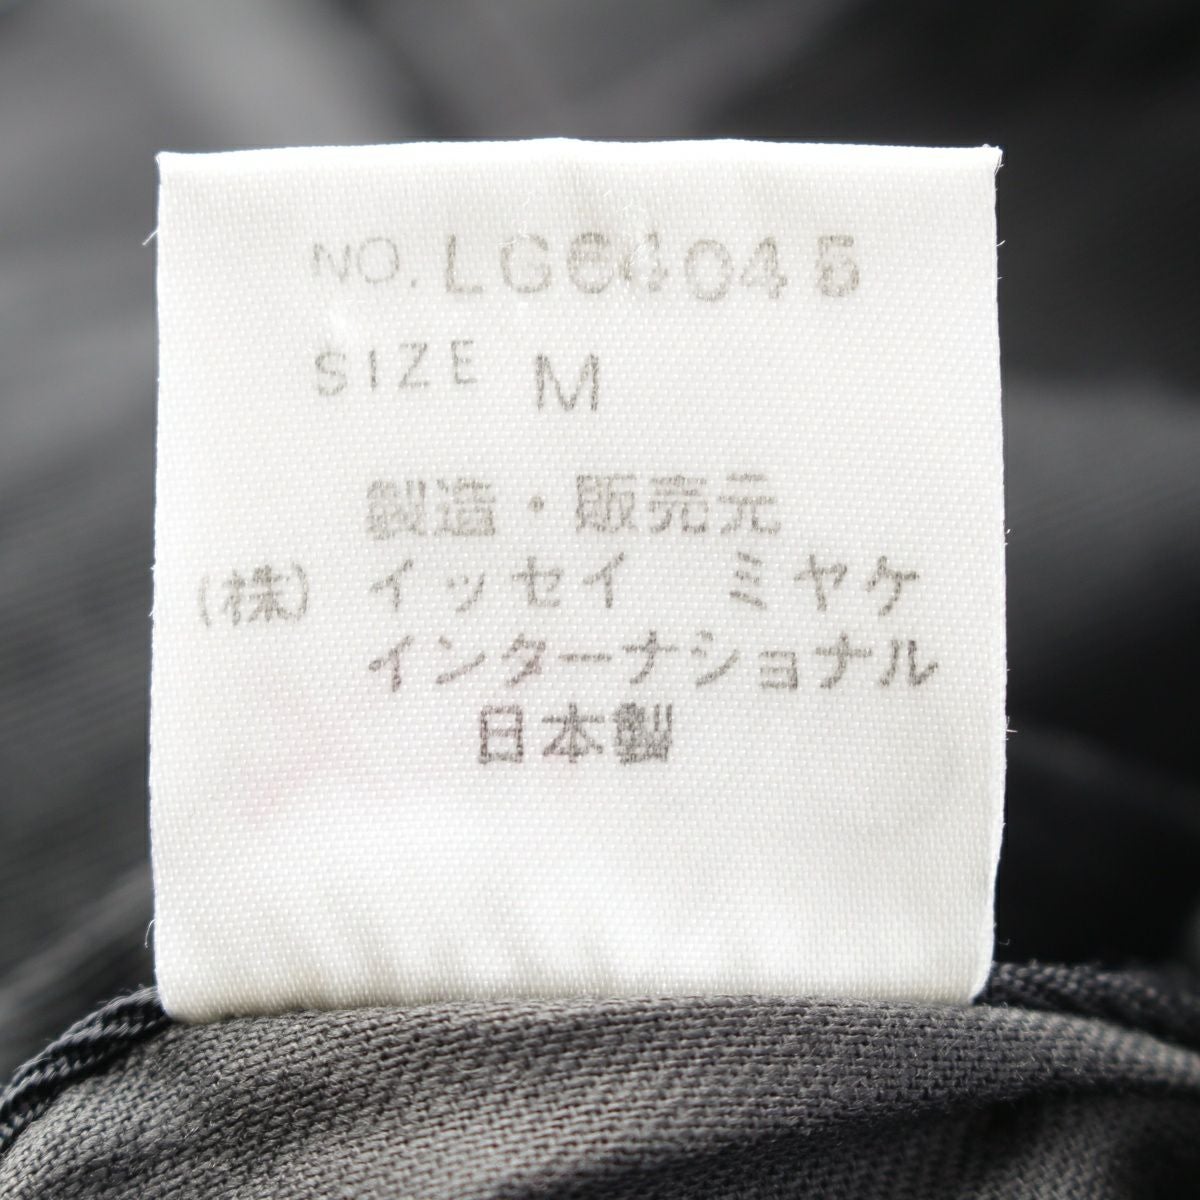 NO. LG64045
SIZE M
製造・販売元
(株) イッセイ ミヤケ
インターナショナル
日本製